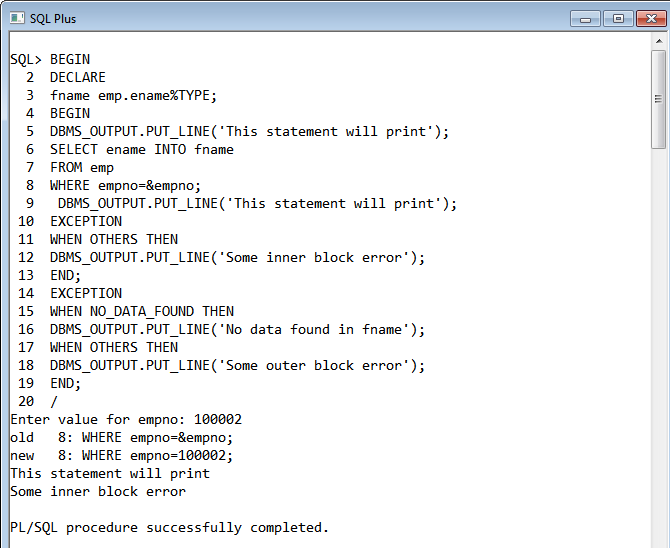 SQL Plus
SQL> BEGIN
2 DECLARE
3 fname emp.ename%TYPE;
4 BEGIN
5 DBMS_OUTPUT.PUT_LINE('This statement will print');
6 SELECT ename INTO fname
7 FROM emp
8 WHERE empno=&empno;
9 DBMS_OUTPUT.PUT_LINE('This statement will print');
10 EXCEPTION
11 WHEN OTHERS THEN
12 DBMS_OUTPUT.PUT_LINE('Some inner block error');
13 END;
14 EXCEPTION
15 WHEN NO_DATA_FOUND THEN
16 DBMS_OUTPUT.PUT_LINE('No data found in fname');
17 WHEN OTHERS THEN
18 DBMS_OUTPUT.PUT_LINE('Some outer block error');
19 END;
20 /
Enter value for empno: 100002
old 8: WHERE empno=&empno;
new 8: WHERE empno=100002;
This statement will print
Some inner block error
PL/SQL procedure successfully completed.